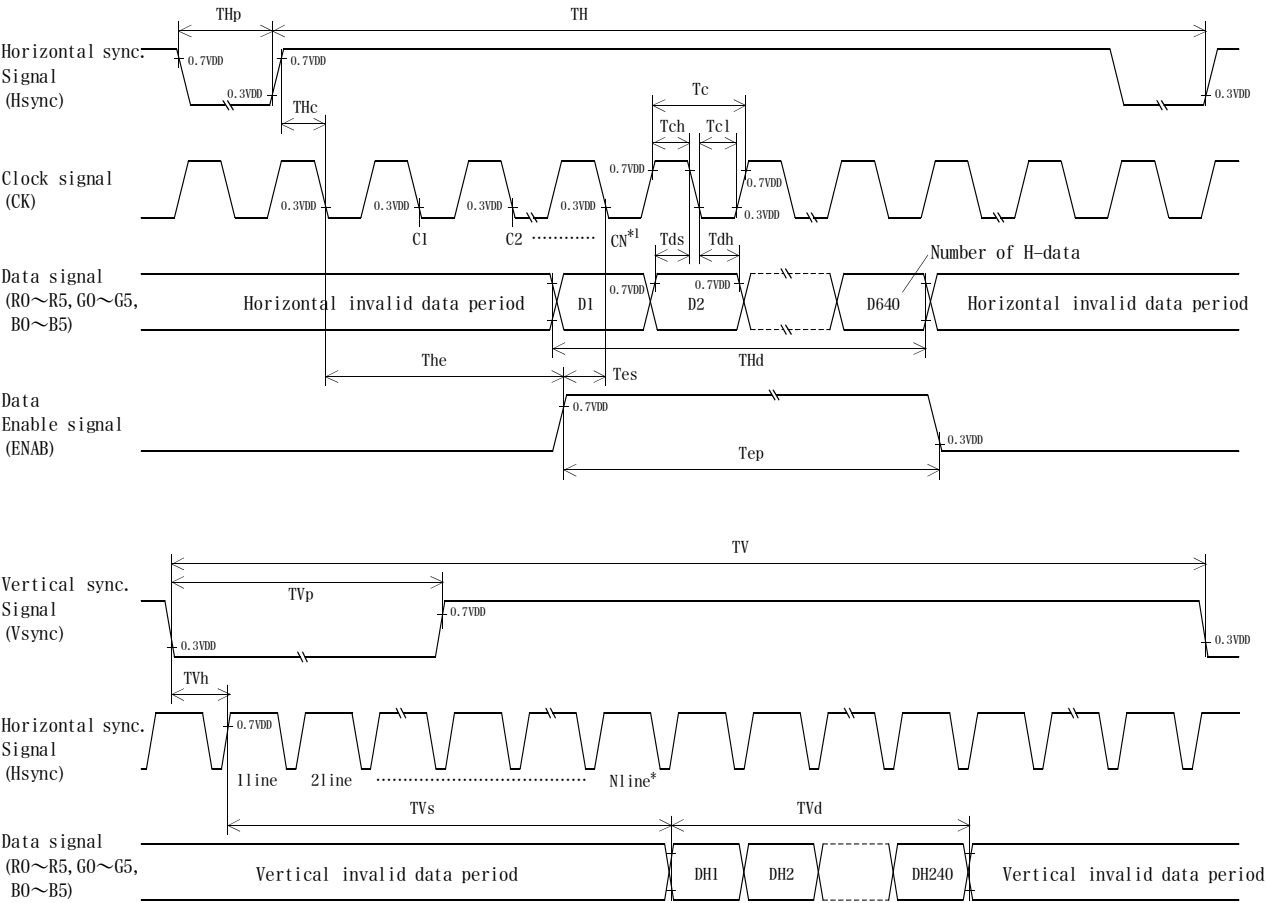 THp
TH
Horizontal sync.
Signal
(Hsync)
0.7VDD
0.3VDD
0.7VDD
0.3VDD
THc
Tc
Tch
Tcl
Clock signal
(CK)
0.3VDD
0.3VDD
0.3VDD
0.3VDD
0.7VDD
0.7VDD
0.3VDD
C1
C2
CN*1
Tds
Tdh
Number of H-data
Data signal
(R0〜R5,G0〜G5,
B0〜B5)
Horizontal invalid data period
D1
0.7VDD
D2
0.7VDD
D640
Horizontal invalid data period
The
Tes
THd
Data
Enable signal
(ENAB)
0.7VDD
0.3VDD
Tep
TV
Vertical sync.
Signal
(Vsync)
TVp
0.3VDD
0.7VDD
0.3VDD
TVh
Horizontal sync.
Signal
(Hsync)
0.7VDD
1line
2line
Nline*
TVs
TVd
Data signal
(R0〜R5,G0〜G5,
B0〜B5)
Vertical invalid data period
DH1
DH2
DH240
Vertical invalid data period